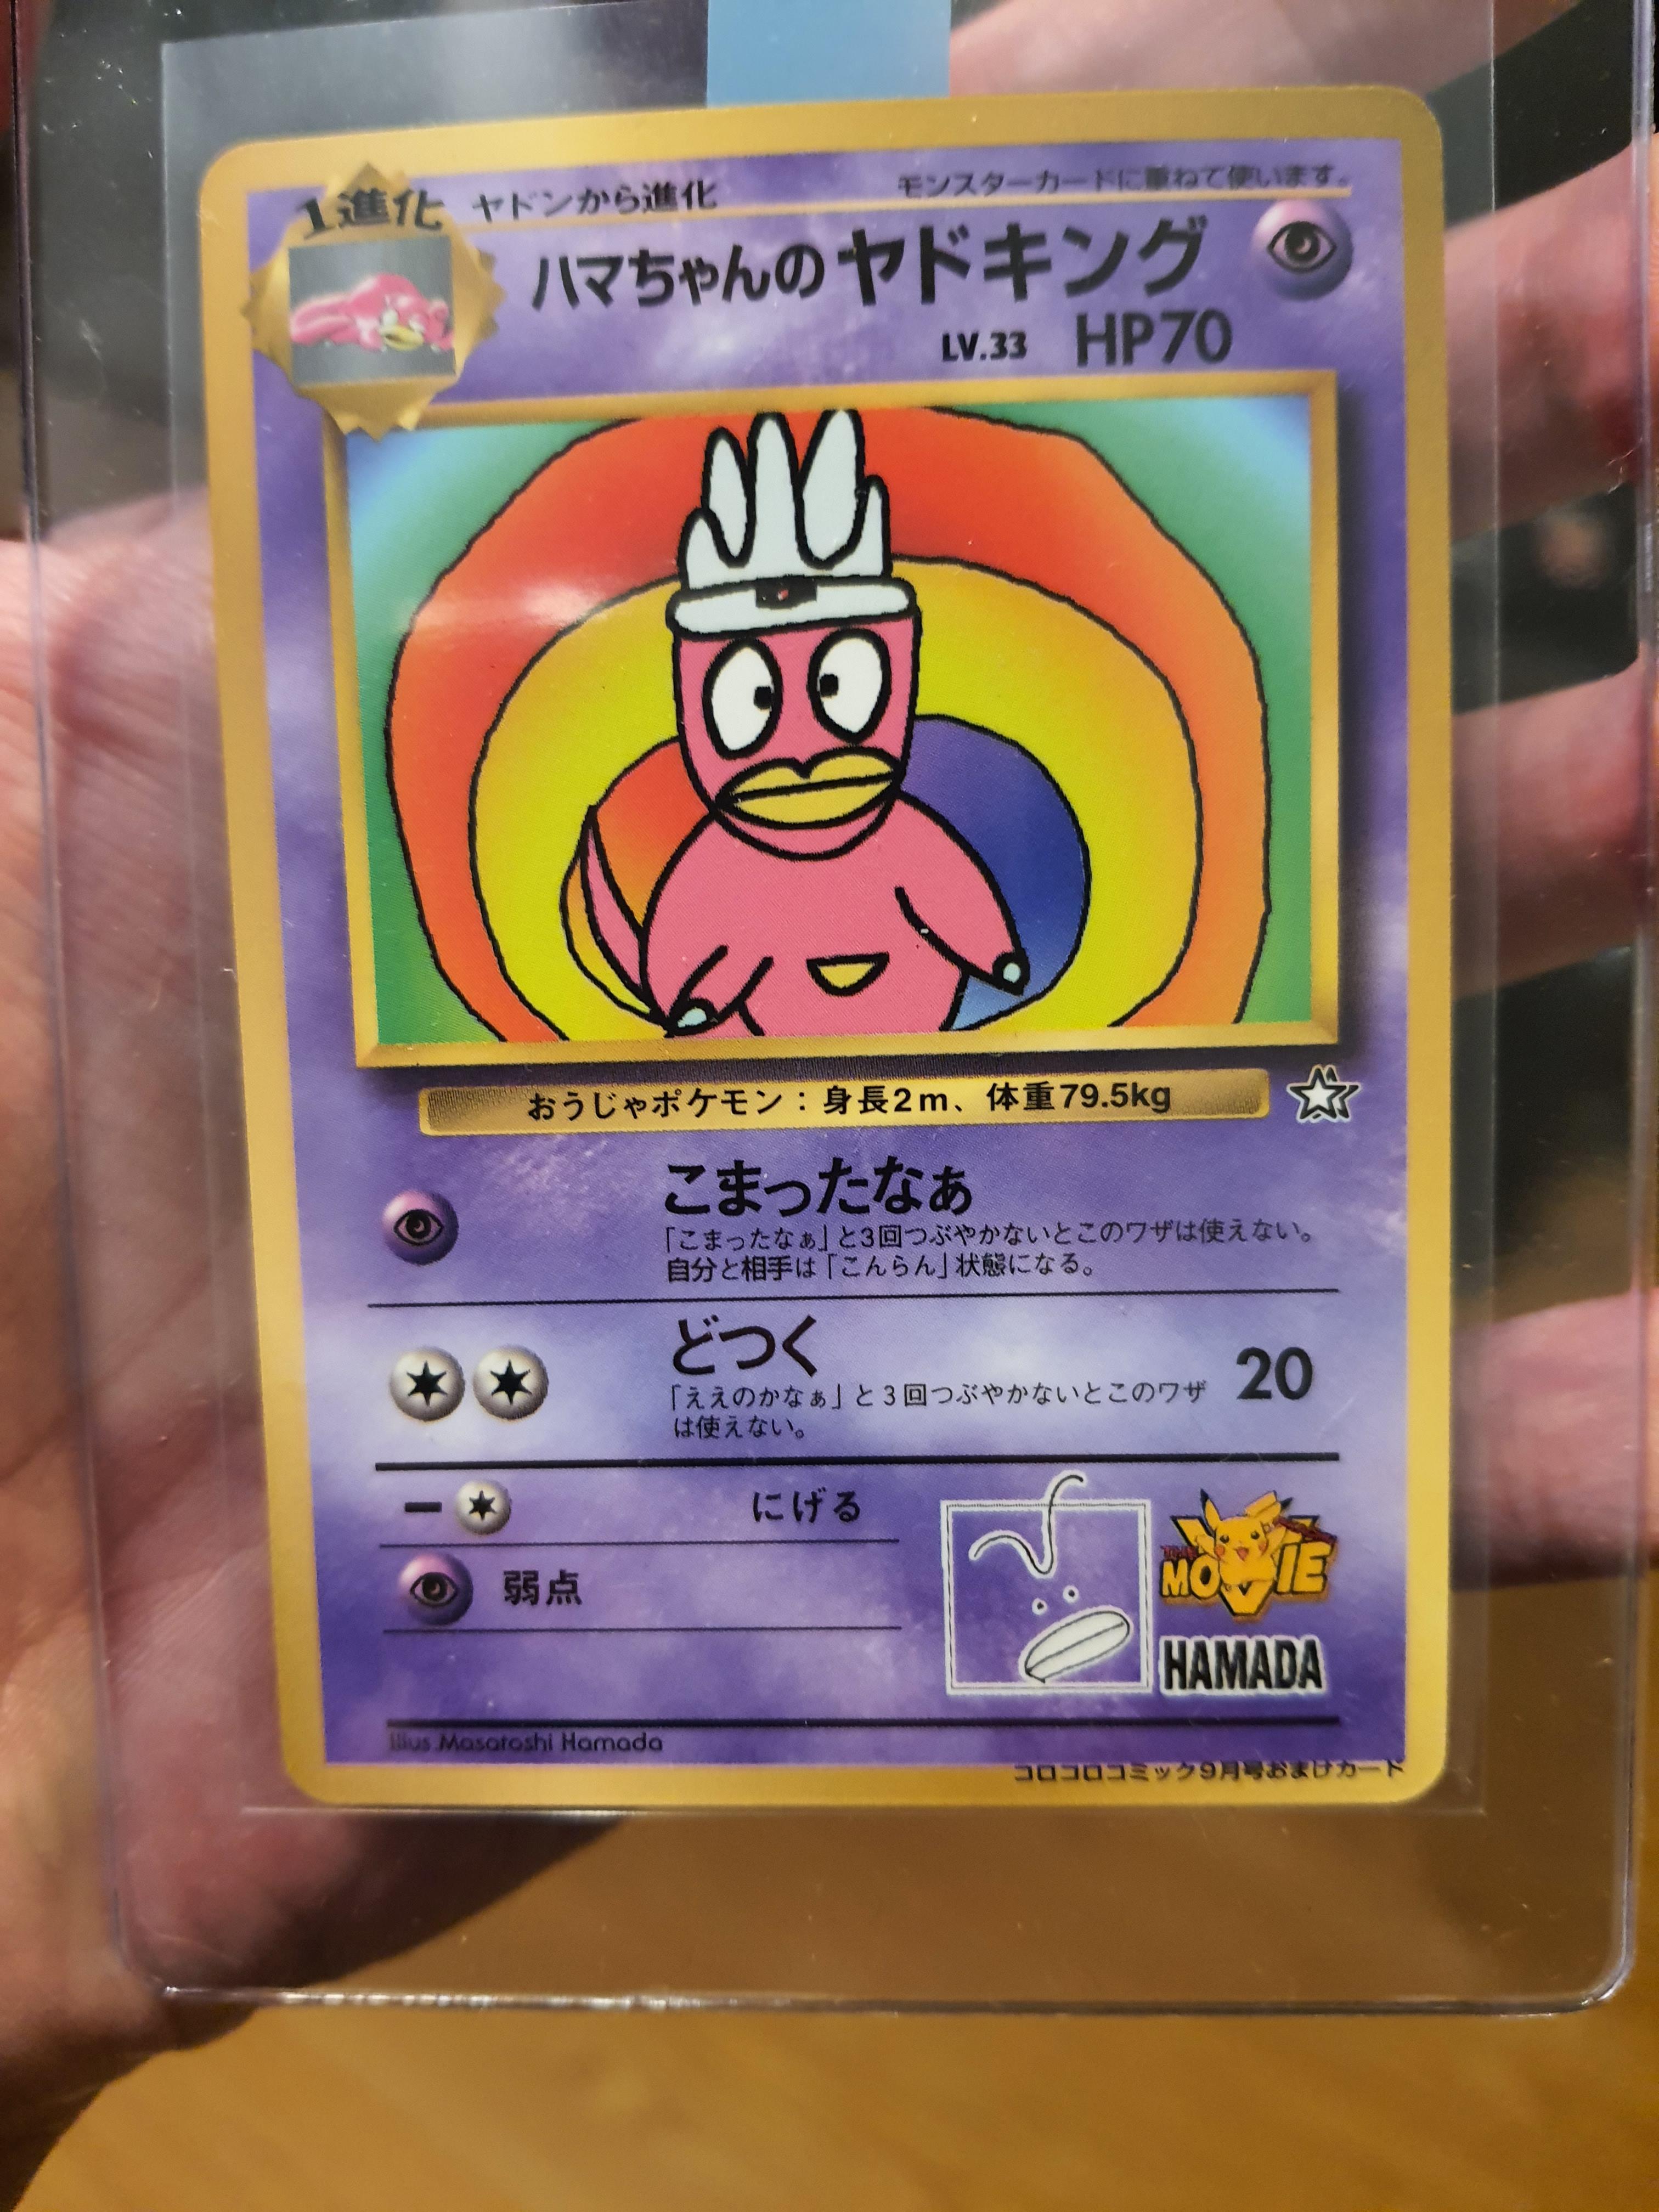 1進化 ヤドンから進化 モンスターカードに重ねて使います。
ハマちゃんのヤドキング
LV.33 HP70
おうじゃポケモン：身長2m、体重79.5kg
こまったなぁ
「こまったなぁ」と3回つぶやかないとこのワザは使えない。
自分と相手は「こんらん」状態になる。
どつく
「ええのかなぁ」と3回つぶやかないとこのワザ
は使えない。
20
ー にげる
弱点
MOVIE
HAMADA
Illus Masatoshi Hamada
コロコロコミック9月号おまけカード